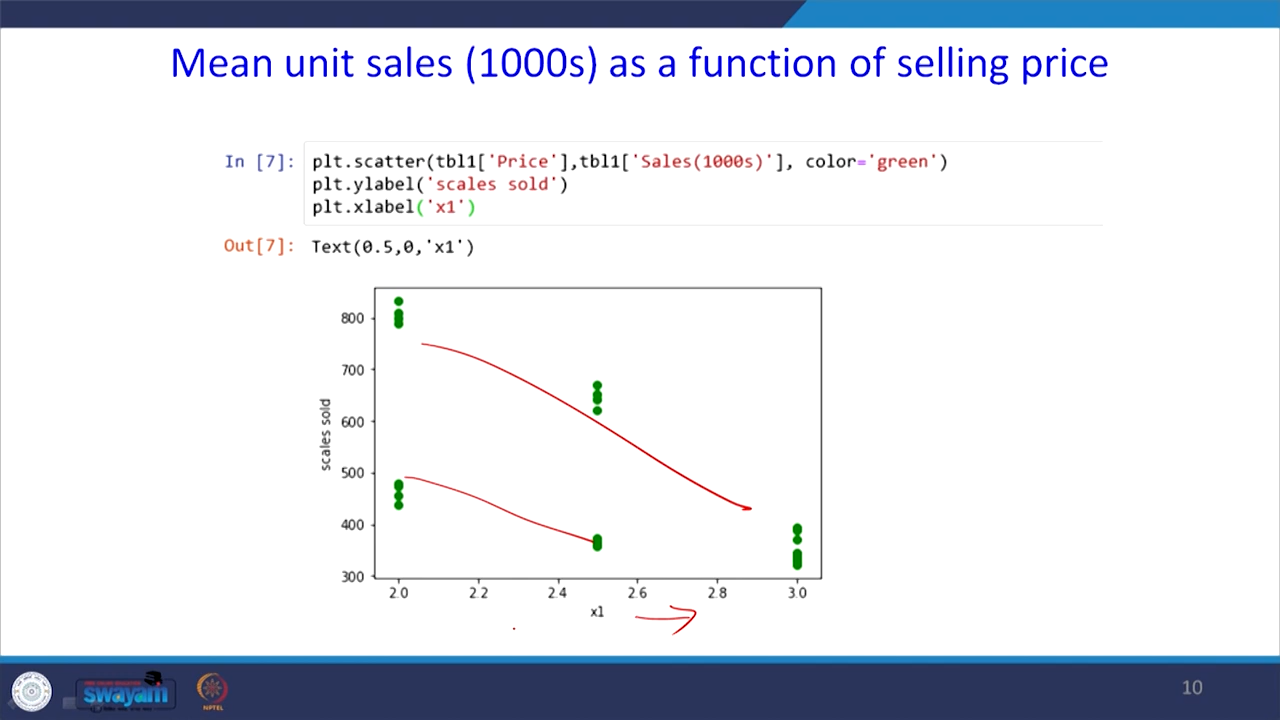 Mean unit sales (1000s) as a function of selling price
In [7]: plt.scatter(tbl1['Price'],tbl1['Sales(1000s)'], color='green')
plt.ylabel('scales sold')
plt.xlabel('x1')
Out[7]: Text(0.5,0,'x1')
800
700
600
500
400
300
scales sold
2.0 2.2 2.4 2.6 2.8 3.0
x1
swayam
NPTEL
10